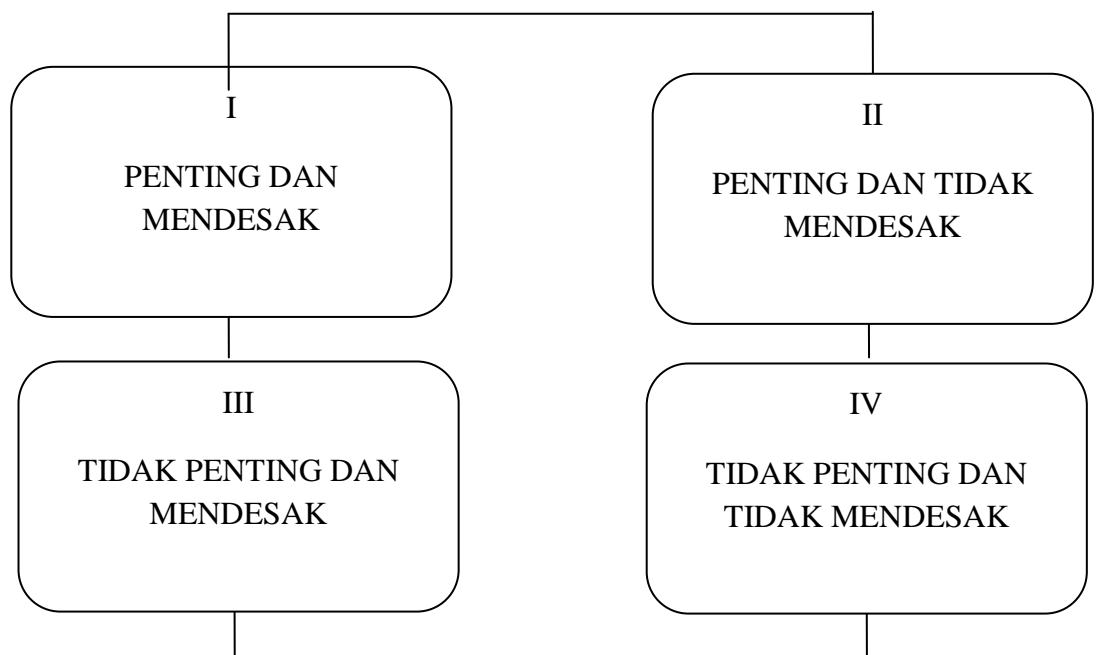 I
PENTING DAN
MENDESAK
II
PENTING DAN TIDAK
MENDESAK
III
TIDAK PENTING DAN
MENDESAK
IV
TIDAK PENTING DAN
TIDAK MENDESAK